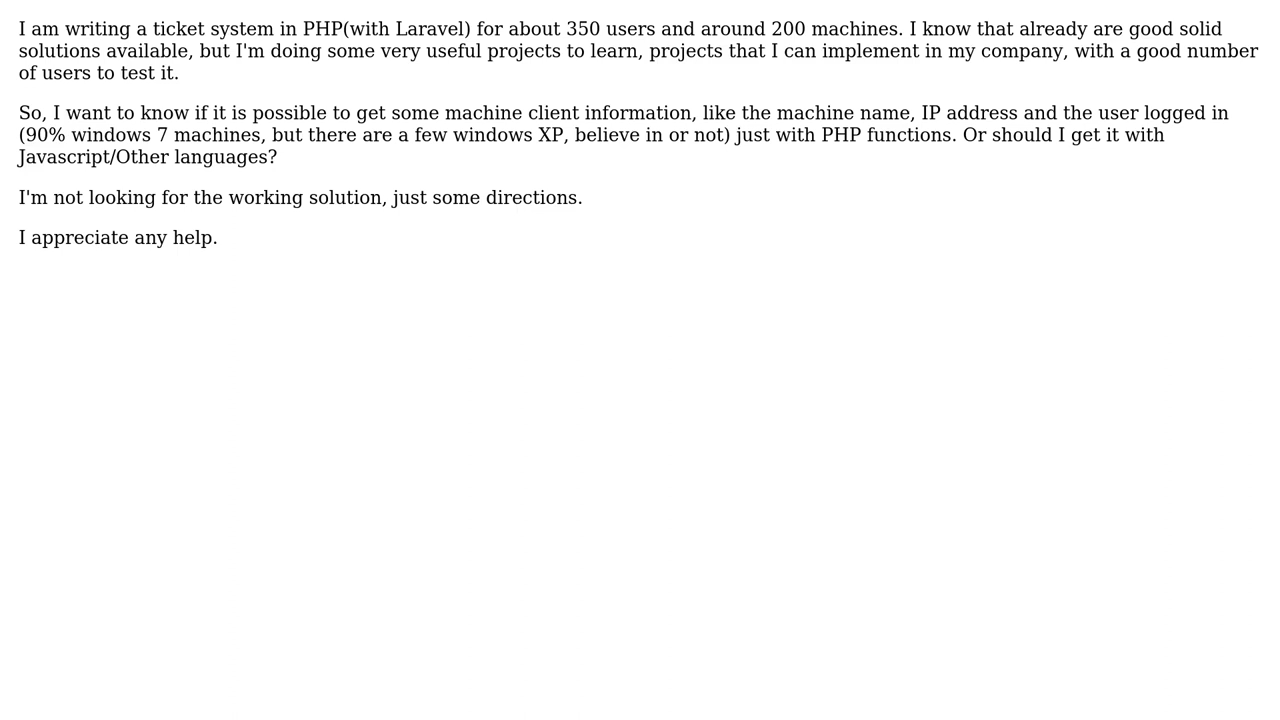 I am writing a ticket system in PHP(with Laravel) for about 350 users and around 200 machines. I know that already are good solid
solutions available, but I'm doing some very useful projects to learn, projects that I can implement in my company, with a good number
of users to test it.
So, I want to know if it is possible to get some machine client information, like the machine name, IP address and the user logged in
(90% windows 7 machines, but there are a few windows XP, believe in or not) just with PHP functions. Or should I get it with
Javascript/Other languages?
I'm not looking for the working solution, just some directions.
I appreciate any help.